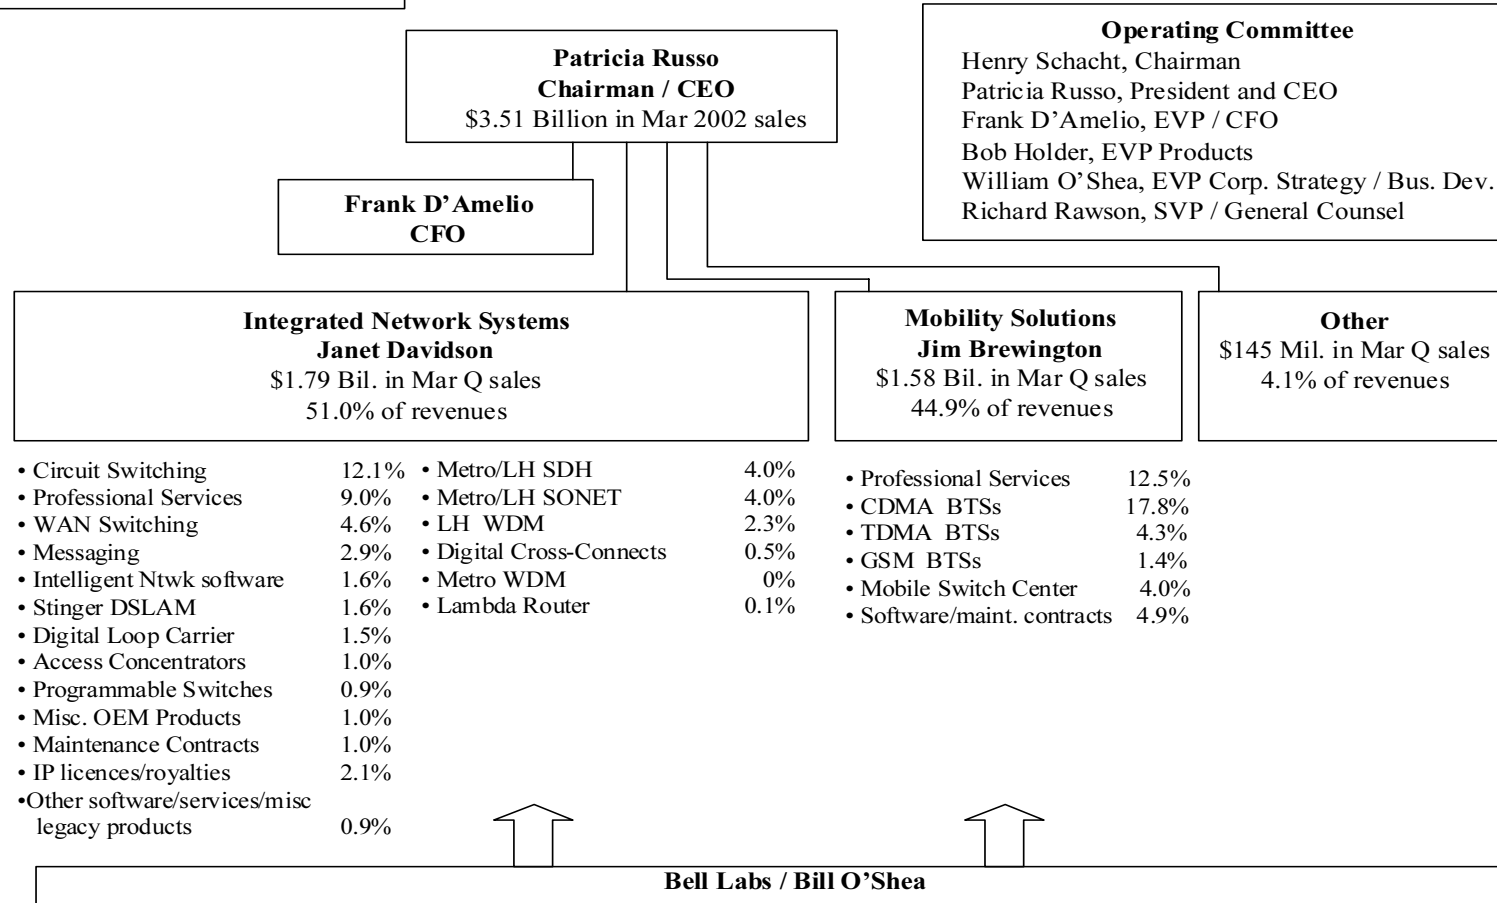 Patricia Russo
Chairman / CEO
$3.51 Billion in Mar 2002 sales
Operating Committee
Henry Schacht, Chairman
Patricia Russo, President and CEO
Frank D’Amelio, EVP / CFO
Bob Holder, EVP Products
William O’Shea, EVP Corp. Strategy / Bus. Dev.
Richard Rawson, SVP / General Counsel
Frank D’Amelio
CFO
Integrated Network Systems
Janet Davidson
$1.79 Bil. in Mar Q sales
51.0% of revenues
Mobility Solutions
Jim Brewington
$1.58 Bil. in Mar Q sales
44.9% of revenues
Other
$145 Mil. in Mar Q sales
4.1% of revenues
• Circuit Switching 12.1%
• Professional Services 9.0%
• WAN Switching 4.6%
• Messaging 2.9%
• Intelligent Ntwk software 1.6%
• Stinger DSLAM 1.6%
• Digital Loop Carrier 1.5%
• Access Concentrators 1.0%
• Programmable Switches 0.9%
• Misc. OEM Products 1.0%
• Maintenance Contracts 1.0%
• IP licences/royalties 2.1%
•Other software/services/misc
legacy products 0.9%
• Metro/LH SDH 4.0%
• Metro/LH SONET 4.0%
• LH WDM 2.3%
• Digital Cross-Connects 0.5%
• Metro WDM 0%
• Lambda Router 0.1%
• Professional Services 12.5%
• CDMA BTSs 17.8%
• TDMA BTSs 4.3%
• GSM BTSs 1.4%
• Mobile Switch Center 4.0%
• Software/maint. contracts 4.9%
Bell Labs / Bill O’Shea